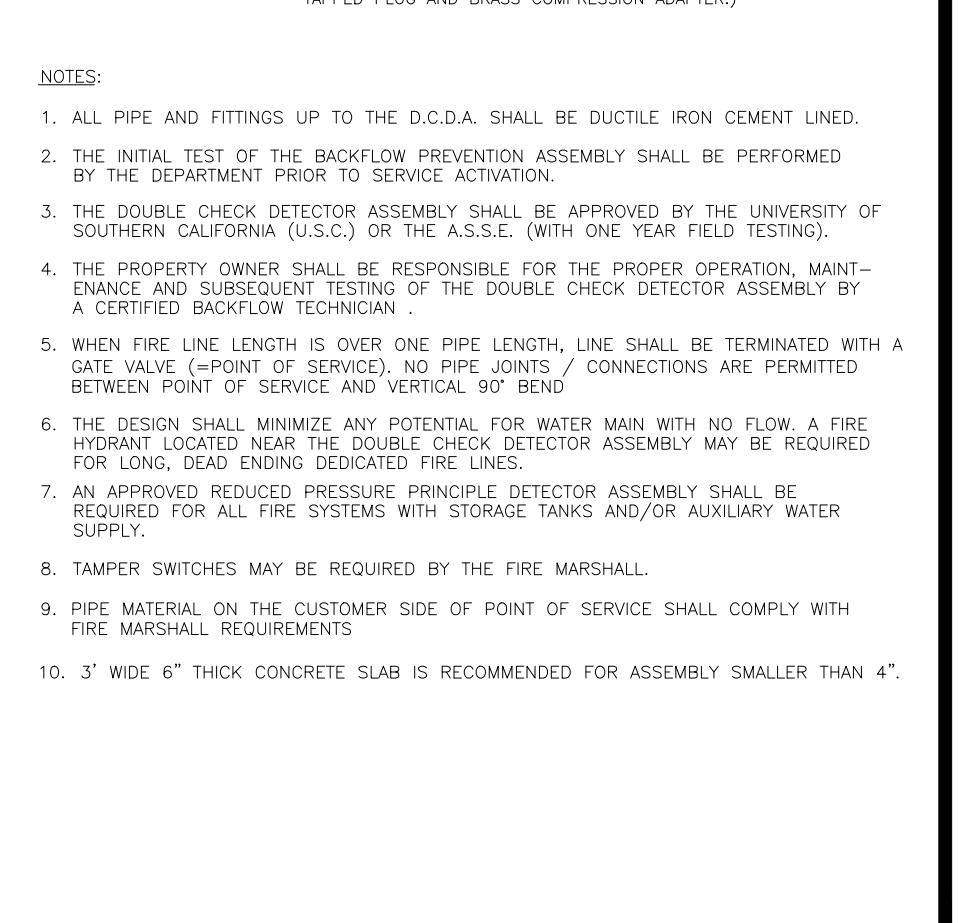 TAPPED PLUG AND BRASS COMPRESSION ADAPTER.)
NOTES:
1. ALL PIPE AND FITTINGS UP TO THE D.C.D.A. SHALL BE DUCTILE IRON CEMENT LINED.
2. THE INITIAL TEST OF THE BACKFLOW PREVENTION ASSEMBLY SHALL BE PERFORMED
BY THE DEPARTMENT PRIOR TO SERVICE ACTIVATION.
3. THE DOUBLE CHECK DETECTOR ASSEMBLY SHALL BE APPROVED BY THE UNIVERSITY OF
SOUTHERN CALIFORNIA (U.S.C.) OR THE A.S.S.E. (WITH ONE YEAR FIELD TESTING).
4. THE PROPERTY OWNER SHALL BE RESPONSIBLE FOR THE PROPER OPERATION, MAINT-
ENANCE AND SUBSEQUENT TESTING OF THE DOUBLE CHECK DETECTOR ASSEMBLY BY
A CERTIFIED BACKFLOW TECHNICIAN .
5. WHEN FIRE LINE LENGTH IS OVER ONE PIPE LENGTH, LINE SHALL BE TERMINATED WITH A
GATE VALVE (=POINT OF SERVICE). NO PIPE JOINTS / CONNECTIONS ARE PERMITTED
BETWEEN POINT OF SERVICE AND VERTICAL 90° BEND
6. THE DESIGN SHALL MINIMIZE ANY POTENTIAL FOR WATER MAIN WITH NO FLOW. A FIRE
HYDRANT LOCATED NEAR THE DOUBLE CHECK DETECTOR ASSEMBLY MAY BE REQUIRED
FOR LONG, DEAD ENDING DEDICATED FIRE LINES.
7. AN APPROVED REDUCED PRESSURE PRINCIPLE DETECTOR ASSEMBLY SHALL BE
REQUIRED FOR ALL FIRE SYSTEMS WITH STORAGE TANKS AND/OR AUXILIARY WATER
SUPPLY.
8. TAMPER SWITCHES MAY BE REQUIRED BY THE FIRE MARSHALL.
9. PIPE MATERIAL ON THE CUSTOMER SIDE OF POINT OF SERVICE SHALL COMPLY WITH
FIRE MARSHALL REQUIREMENTS
10. 3' WIDE 6" THICK CONCRETE SLAB IS RECOMMENDED FOR ASSEMBLY SMALLER THAN 4".